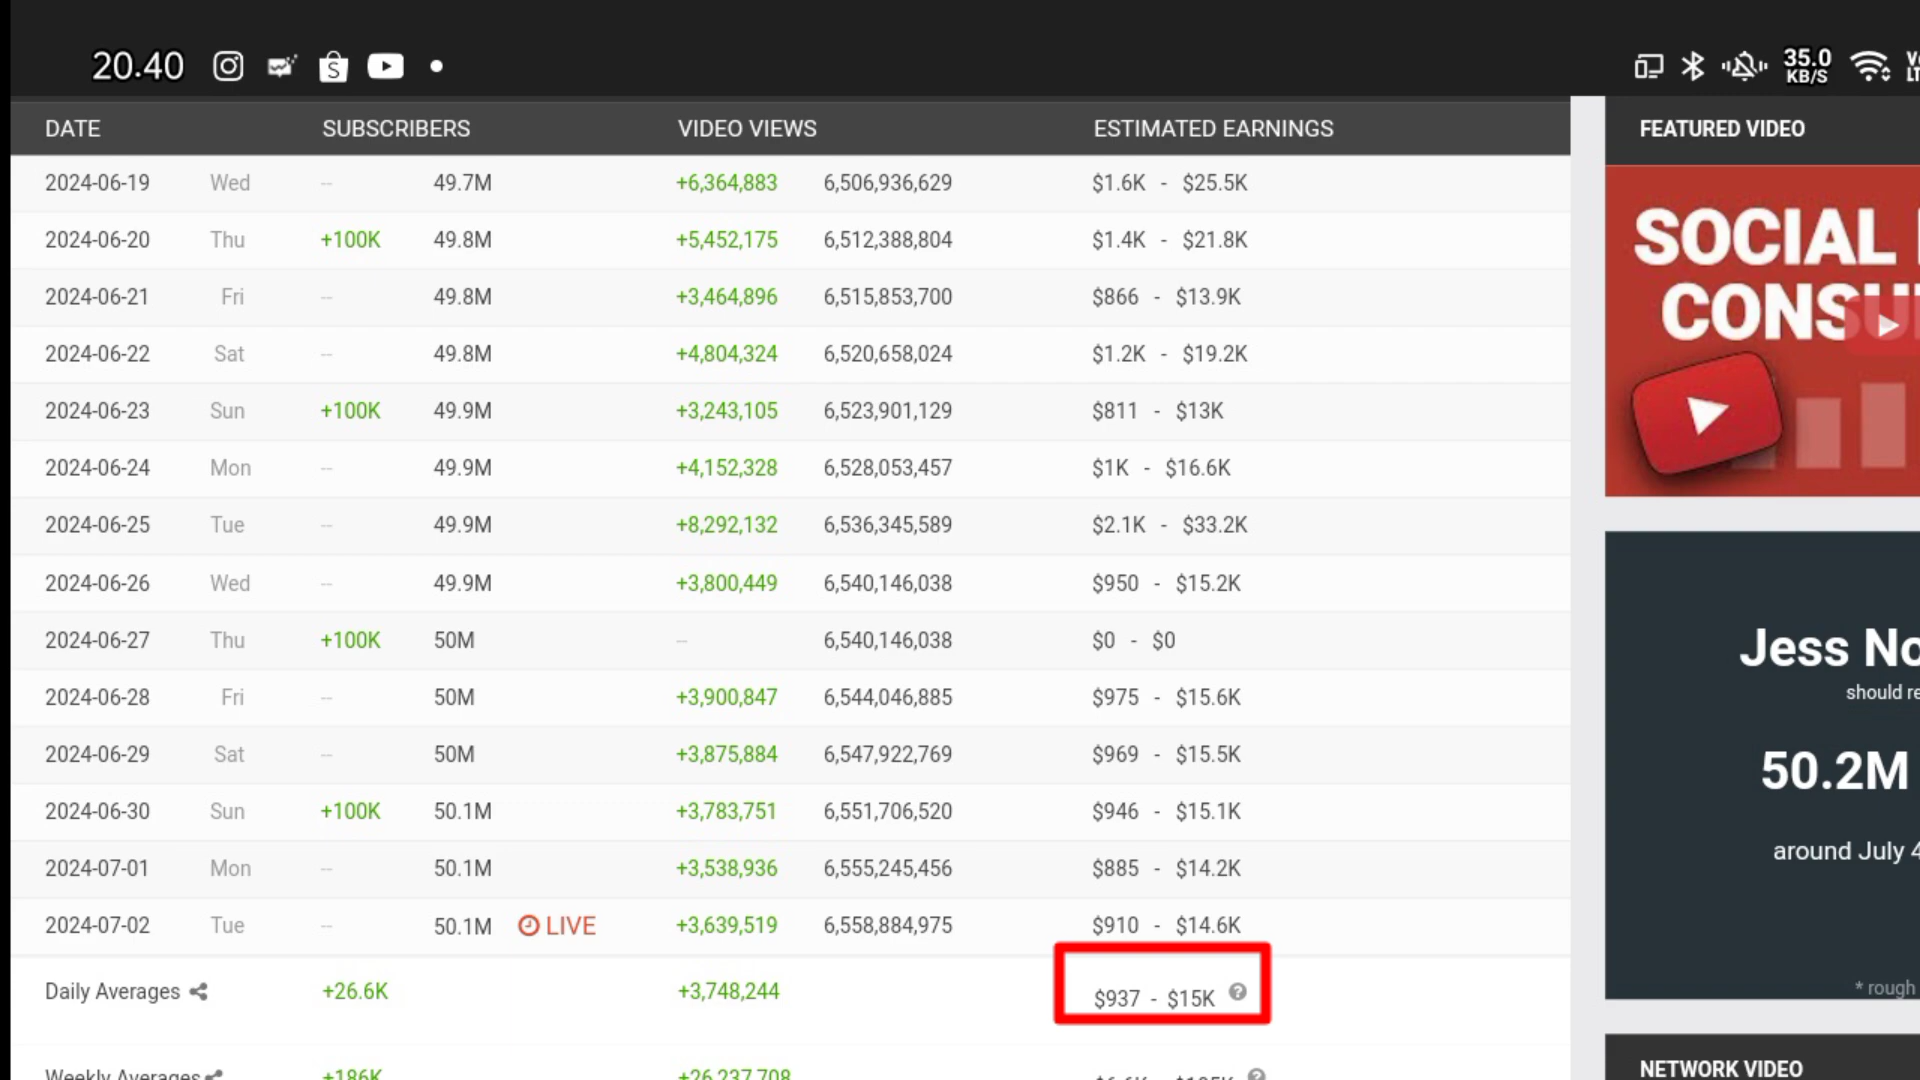 20.40 35.0 KB/S
DATE SUBSCRIBERS VIDEO VIEWS ESTIMATED EARNINGS FEATURED VIDEO
2024-06-19 Wed -- 49.7M +6,364,883 6,506,936,629 $1.6K - $25.5K
2024-06-20 Thu +100K 49.8M +5,452,175 6,512,388,804 $1.4K - $21.8K
2024-06-21 Fri -- 49.8M +3,464,896 6,515,853,700 $866 - $13.9K
2024-06-22 Sat -- 49.8M +4,804,324 6,520,658,024 $1.2K - $19.2K
2024-06-23 Sun +100K 49.9M +3,243,105 6,523,901,129 $811 - $13K
2024-06-24 Mon -- 49.9M +4,152,328 6,528,053,457 $1K - $16.6K
2024-06-25 Tue -- 49.9M +8,292,132 6,536,345,589 $2.1K - $33.2K
2024-06-26 Wed -- 49.9M +3,800,449 6,540,146,038 $950 - $15.2K
2024-06-27 Thu +100K 50M -- 6,540,146,038 $0 - $0
2024-06-28 Fri -- 50M +3,900,847 6,544,046,885 $975 - $15.6K
2024-06-29 Sat -- 50M +3,875,884 6,547,922,769 $969 - $15.5K
2024-06-30 Sun +100K 50.1M +3,783,751 6,551,706,520 $946 - $15.1K
2024-07-01 Mon -- 50.1M +3,538,936 6,555,245,456 $885 - $14.2K
2024-07-02 Tue -- 50.1M LIVE +3,639,519 6,558,884,975 $910 - $14.6K
Daily Averages +26.6K +3,748,244 $937 - $15K
Weekly Averages +186K +26,237,708
SOCIAL
CONSU
Jess No
should re
50.2M
around July 4
* rough
NETWORK VIDEO